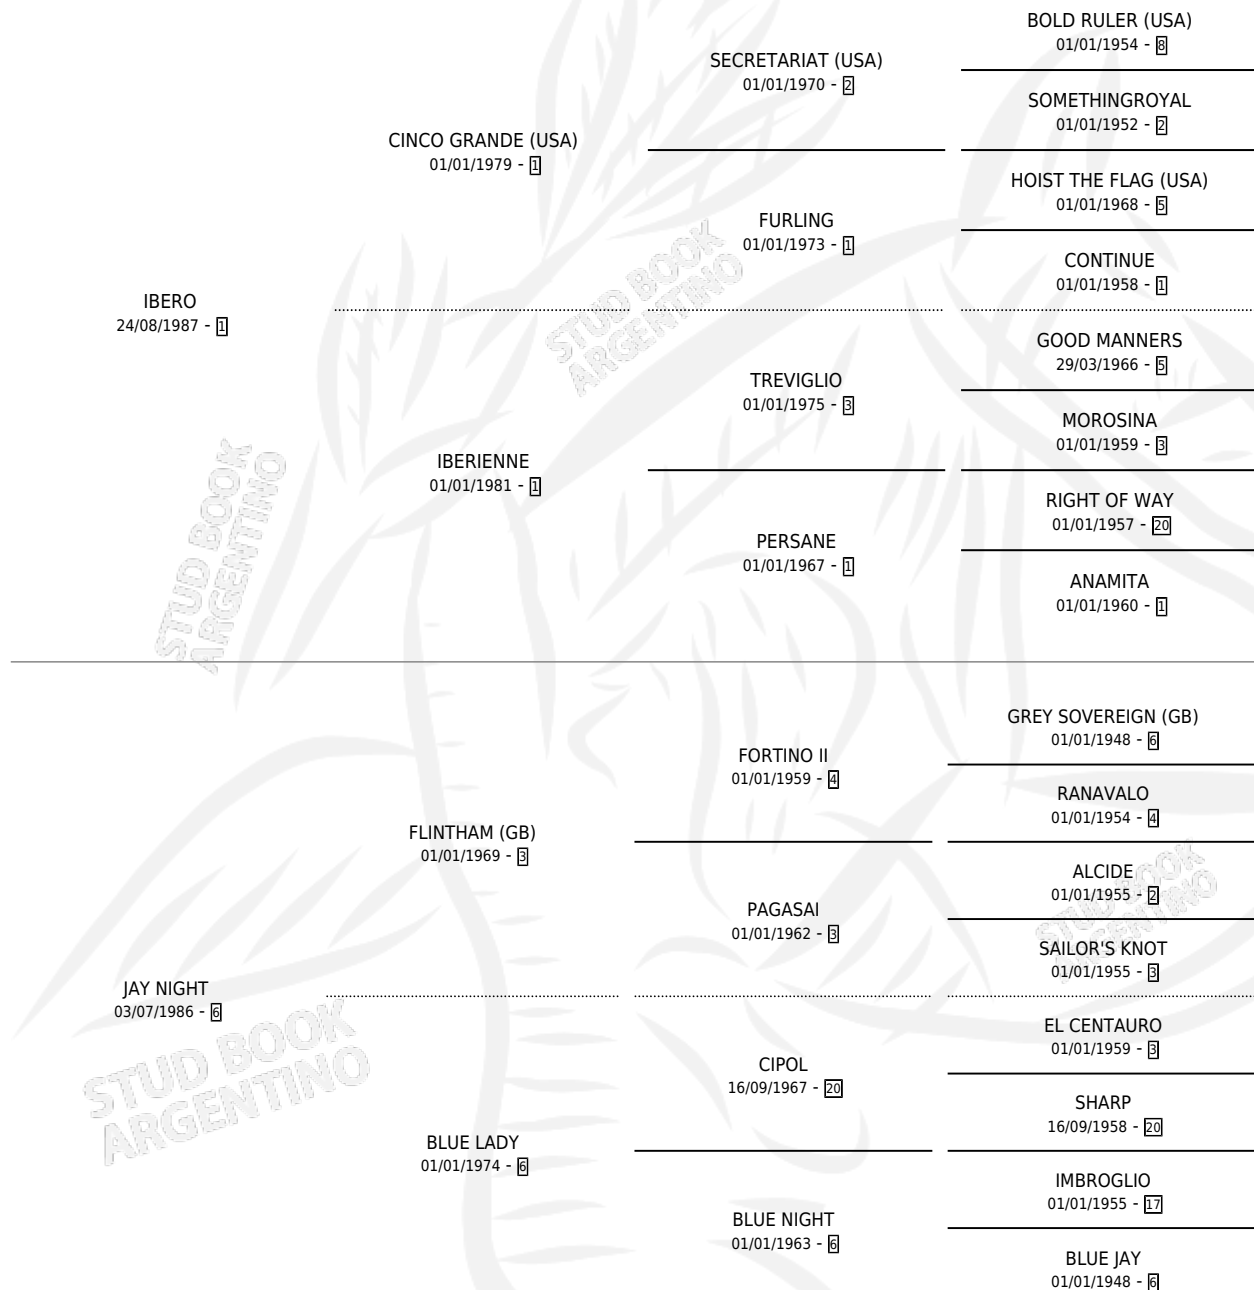 BOLD RULER (USA)
01/01/1954 - 8
SECRETARIAT (USA)
01/01/1970 - 2
SOMETHINGROYAL
01/01/1952 - 2
CINCO GRANDE (USA)
01/01/1979 - 1
HOIST THE FLAG (USA)
01/01/1968 - 5
FURLING
01/01/1973 - 1
CONTINUE
01/01/1958 - 1
IBERO
24/08/1987 - 1
STUD BOOK
ARGENTINO
GOOD MANNERS
29/03/1966 - 5
TREVIGLIO
01/01/1975 - 3
MOROSINA
01/01/1959 - 3
IBERIENNE
01/01/1981 - 1
RIGHT OF WAY
01/01/1957 - 20
PERSANE
01/01/1967 - 1
ANAMITA
01/01/1960 - 1
STUD BOOK
ARGENTINO
GREY SOVEREIGN (GB)
01/01/1948 - 6
FORTINO II
01/01/1959 - 4
RANAVALO
01/01/1954 - 4
FLINTHAM (GB)
01/01/1969 - 3
ALCIDE
01/01/1955 - 2
PAGASAI
01/01/1962 - 3
STUD BOOK
ARGENTINO
SAILOR'S KNOT
01/01/1955 - 3
JAY NIGHT
03/07/1986 - 6
STUD BOOK
ARGENTINO
EL CENTAURO
01/01/1959 - 3
CIPOL
16/09/1967 - 20
SHARP
16/09/1958 - 20
BLUE LADY
01/01/1974 - 6
IMBROGLIO
01/01/1955 - 17
BLUE NIGHT
01/01/1963 - 6
BLUE JAY
01/01/1948 - 6